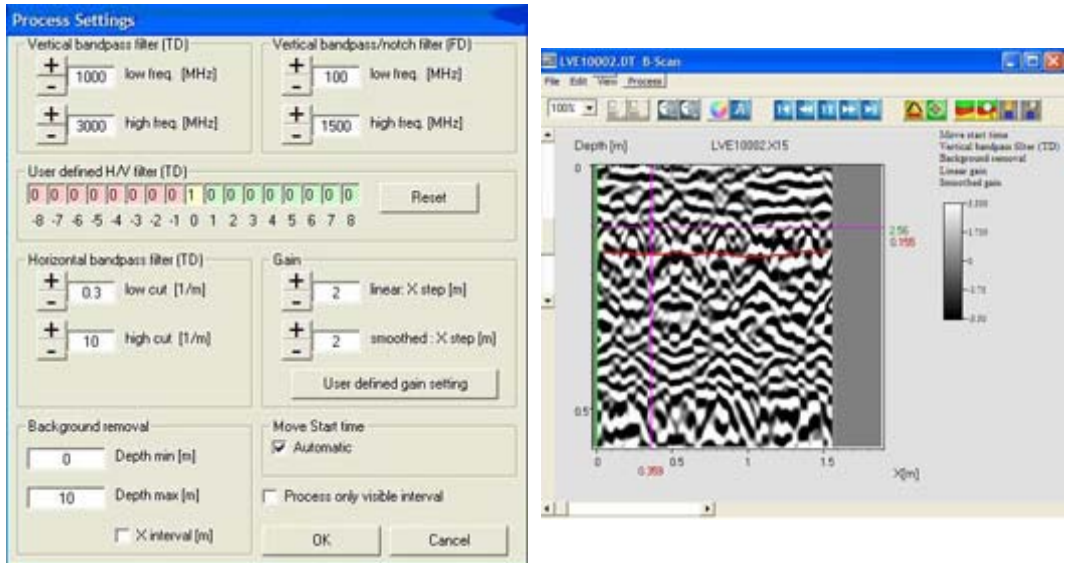 Process Settings
Vertical bandpass filter (TD)
+
-
1000 low freq. [MHz]
+
-
3000 high freq. [MHz]
Vertical bandpass/notch filter (FD)
+
-
100 low freq. [MHz]
+
-
1500 high freq. [MHz]
User defined H/V filter (TD)
0 0 0 0 0 0 0 0 1 0 0 0 0 0 0 0 0
-8 -7 -6 -5 -4 -3 -2 -1 0 1 2 3 4 5 6 7 8
Reset
Horizontal bandpass filter (TD)
+
-
0.3 low cut [1/m]
+
-
10 high cut [1/m]
Gain
+
-
2 linear: X step [m]
+
-
2 smoothed : X step [m]
User defined gain setting
Background removal
0 Depth min [m]
10 Depth max [m]
X interval [m]
Move Start time
Automatic
Process only visible interval
OK Cancel
LVE10002.DT B-Scan
File Edit View Process
100%
Depth [m] LVE10002.X15
Move start time
Vertical bandpass filter (TD)
Background removal
Linear gain
Smoothed gain
0
0.5
2.56
0.155
0 0.5 1 1.5
0.359
X[m]